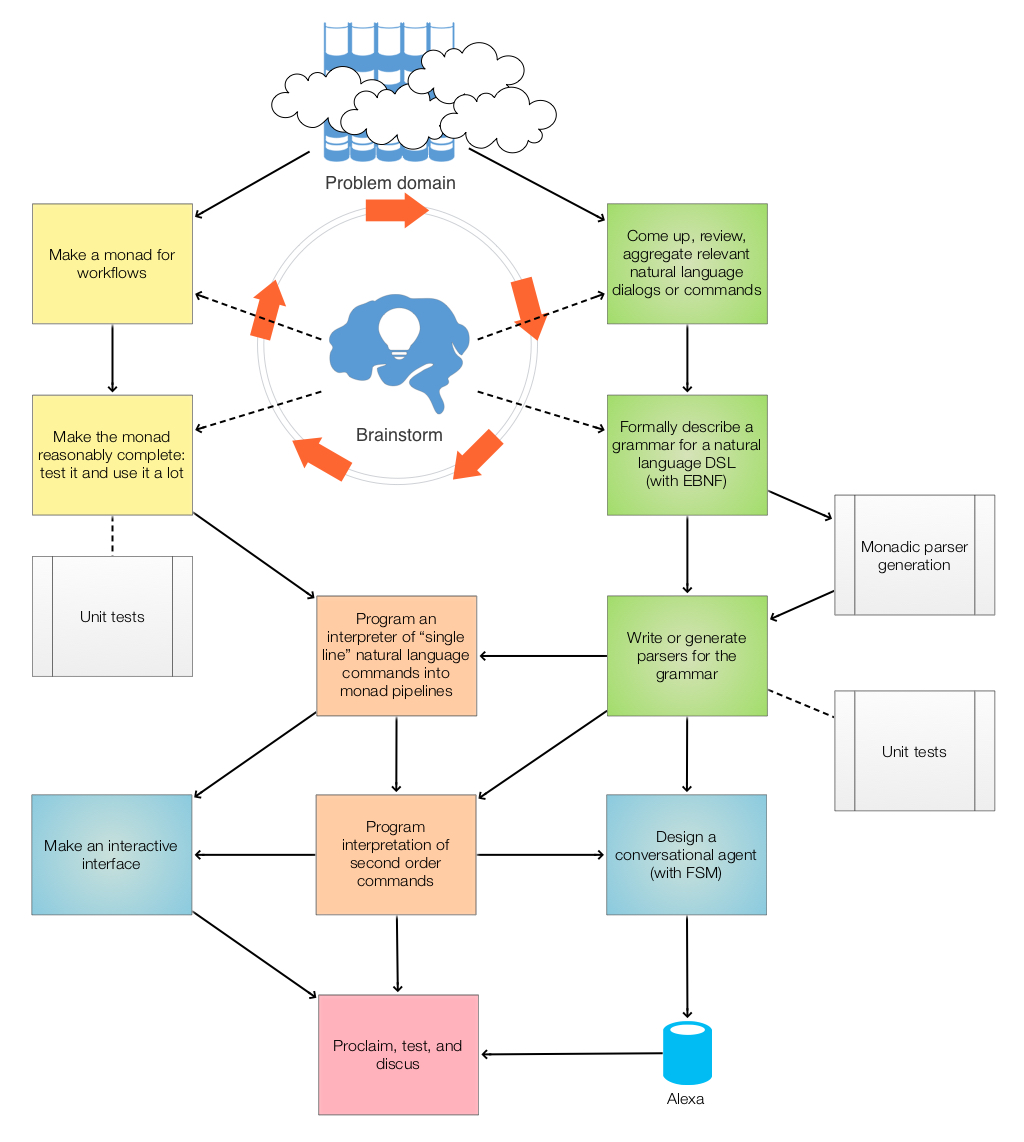 Problem domain
Make a monad for
workflows
Come up, review,
aggregate relevant
natural language
dialogs or commands
Brainstorm
Make the monad
reasonably complete:
test it and use it a lot
Formally describe a
grammar for a natural
language DSL
(with EBNF)
Monadic parser
generation
Unit tests
Program an
interpreter of “single
line” natural language
commands into
monad pipelines
Write or generate
parsers for the
grammar
Unit tests
Make an interactive
interface
Program
interpretation of
second order
commands
Design a
conversational agent
(with FSM)
Proclaim, test, and
discus
Alexa